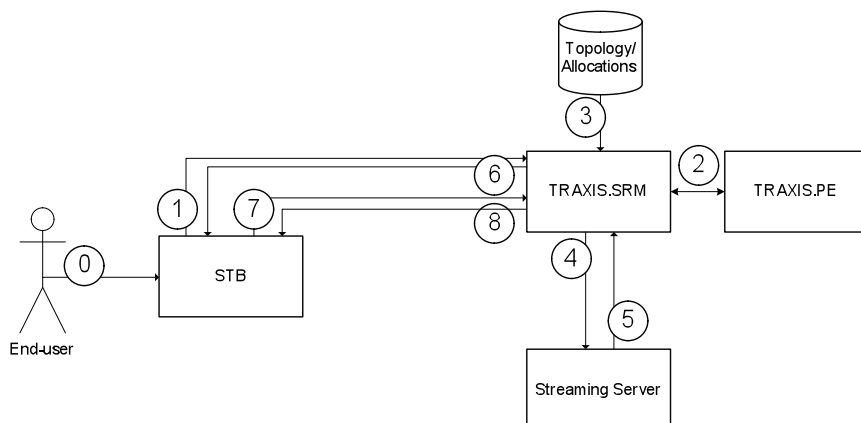 Topology/
Allocations
3
2
TRAXIS.SRM
TRAXIS.PE
6
1
7
8
0
STB
4
5
End-user
Streaming Server